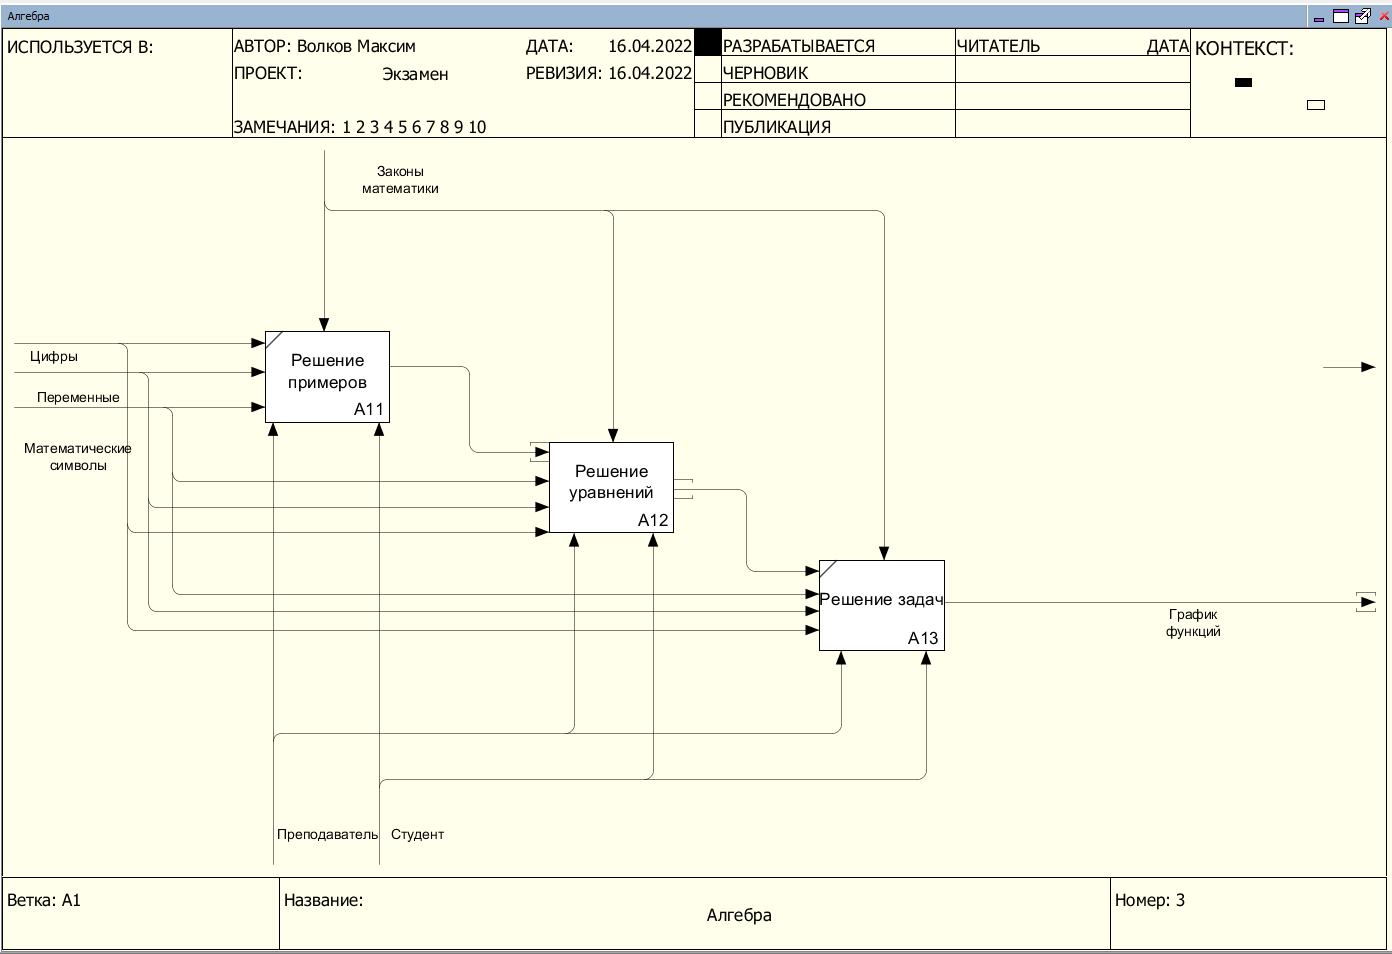 Алгебра
ИСПОЛЬЗУЕТСЯ В:
АВТОР: Волков Максим
ДАТА: 16.04.2022
ПРОЕКТ: Экзамен
РЕВИЗИЯ: 16.04.2022
ЗАМЕЧАНИЯ: 1 2 3 4 5 6 7 8 9 10
РАЗРАБАТЫВАЕТСЯ
ЧЕРНОВИК
РЕКОМЕНДОВАНО
ПУБЛИКАЦИЯ
ЧИТАТЕЛЬ
ДАТА
КОНТЕКСТ:
Законы
математики
Цифры
Переменные
Математические
символы
Решение
примеров
A11
Решение
уравнений
A12
Решение задач
A13
График
функций
Преподаватель
Студент
Ветка: A1
Название:
Алгебра
Номер: 3